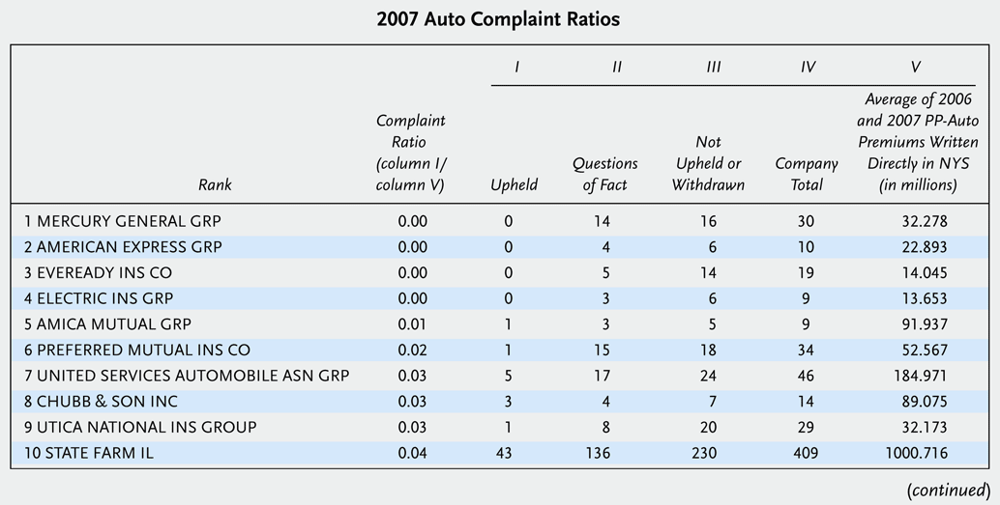 2007 Auto Complaint Ratios
I II III IV V
Rank
Complaint
Ratio
(column I/
column V)
Upheld
Questions
of Fact
Not
Upheld or
Withdrawn
Company
Total
Average of 2006
and 2007 PP-Auto
Premiums Written
Directly in NYS
(in millions)
1 MERCURY GENERAL GRP 0.00 0 14 16 30 32.278
2 AMERICAN EXPRESS GRP 0.00 0 4 6 10 22.893
3 EVEREADY INS CO 0.00 0 5 14 19 14.045
4 ELECTRIC INS GRP 0.00 0 3 6 9 13.653
5 AMICA MUTUAL GRP 0.01 1 3 5 9 91.937
6 PREFERRED MUTUAL INS CO 0.02 1 15 18 34 52.567
7 UNITED SERVICES AUTOMOBILE ASN GRP 0.03 5 17 24 46 184.971
8 CHUBB & SON INC 0.03 3 4 7 14 89.075
9 UTICA NATIONAL INS GROUP 0.03 1 8 20 29 32.173
10 STATE FARM IL 0.04 43 136 230 409 1000.716
(continued)